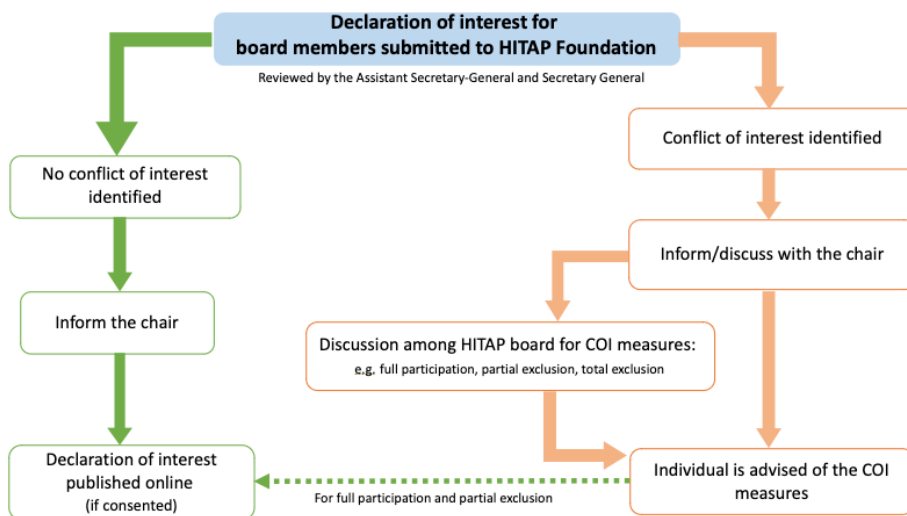 Declaration of interest for
board members submitted to HITAP Foundation
Reviewed by the Assistant Secretary-General and Secretary General
No conflict of interest
identified
Inform the chair
Declaration of interest
published online
(if consented)
Conflict of interest identified
Inform/discuss with the chair
Discussion among HITAP board for COI measures:
e.g. full participation, partial exclusion, total exclusion
Individual is advised of the COI
measures
For full participation and partial exclusion